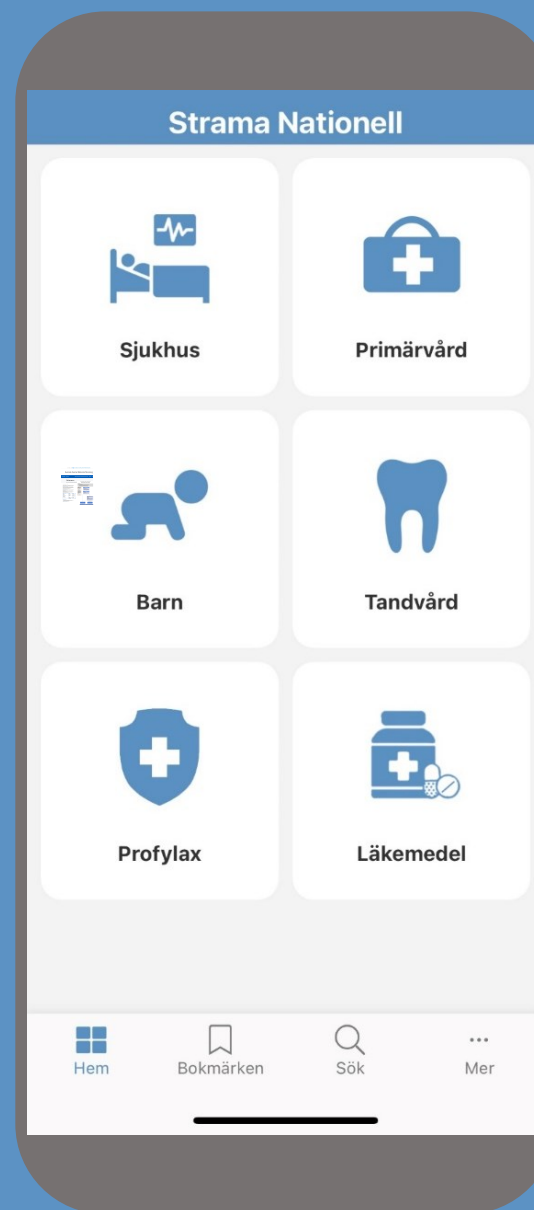 Strama Nationell
Sjukhus
Primärvård
Barn
Tandvård
Profylax
Läkemedel
Hem
Bokmärken
Sök
Mer